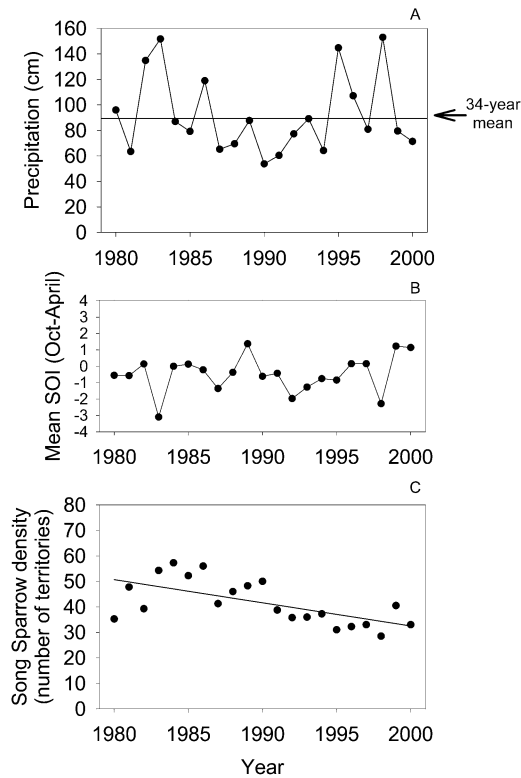 A
Precipitation (cm)
160
140
120
100
80
60
40
20
0
34-year
mean
1980 1985 1990 1995 2000
B
Mean SOI (Oct-April)
4
3
2
1
0
-1
-2
-3
-4
1980 1985 1990 1995 2000
C
Song Sparrow density
(number of territories)
80
70
60
50
40
30
20
10
0
1980 1985 1990 1995 2000
Year